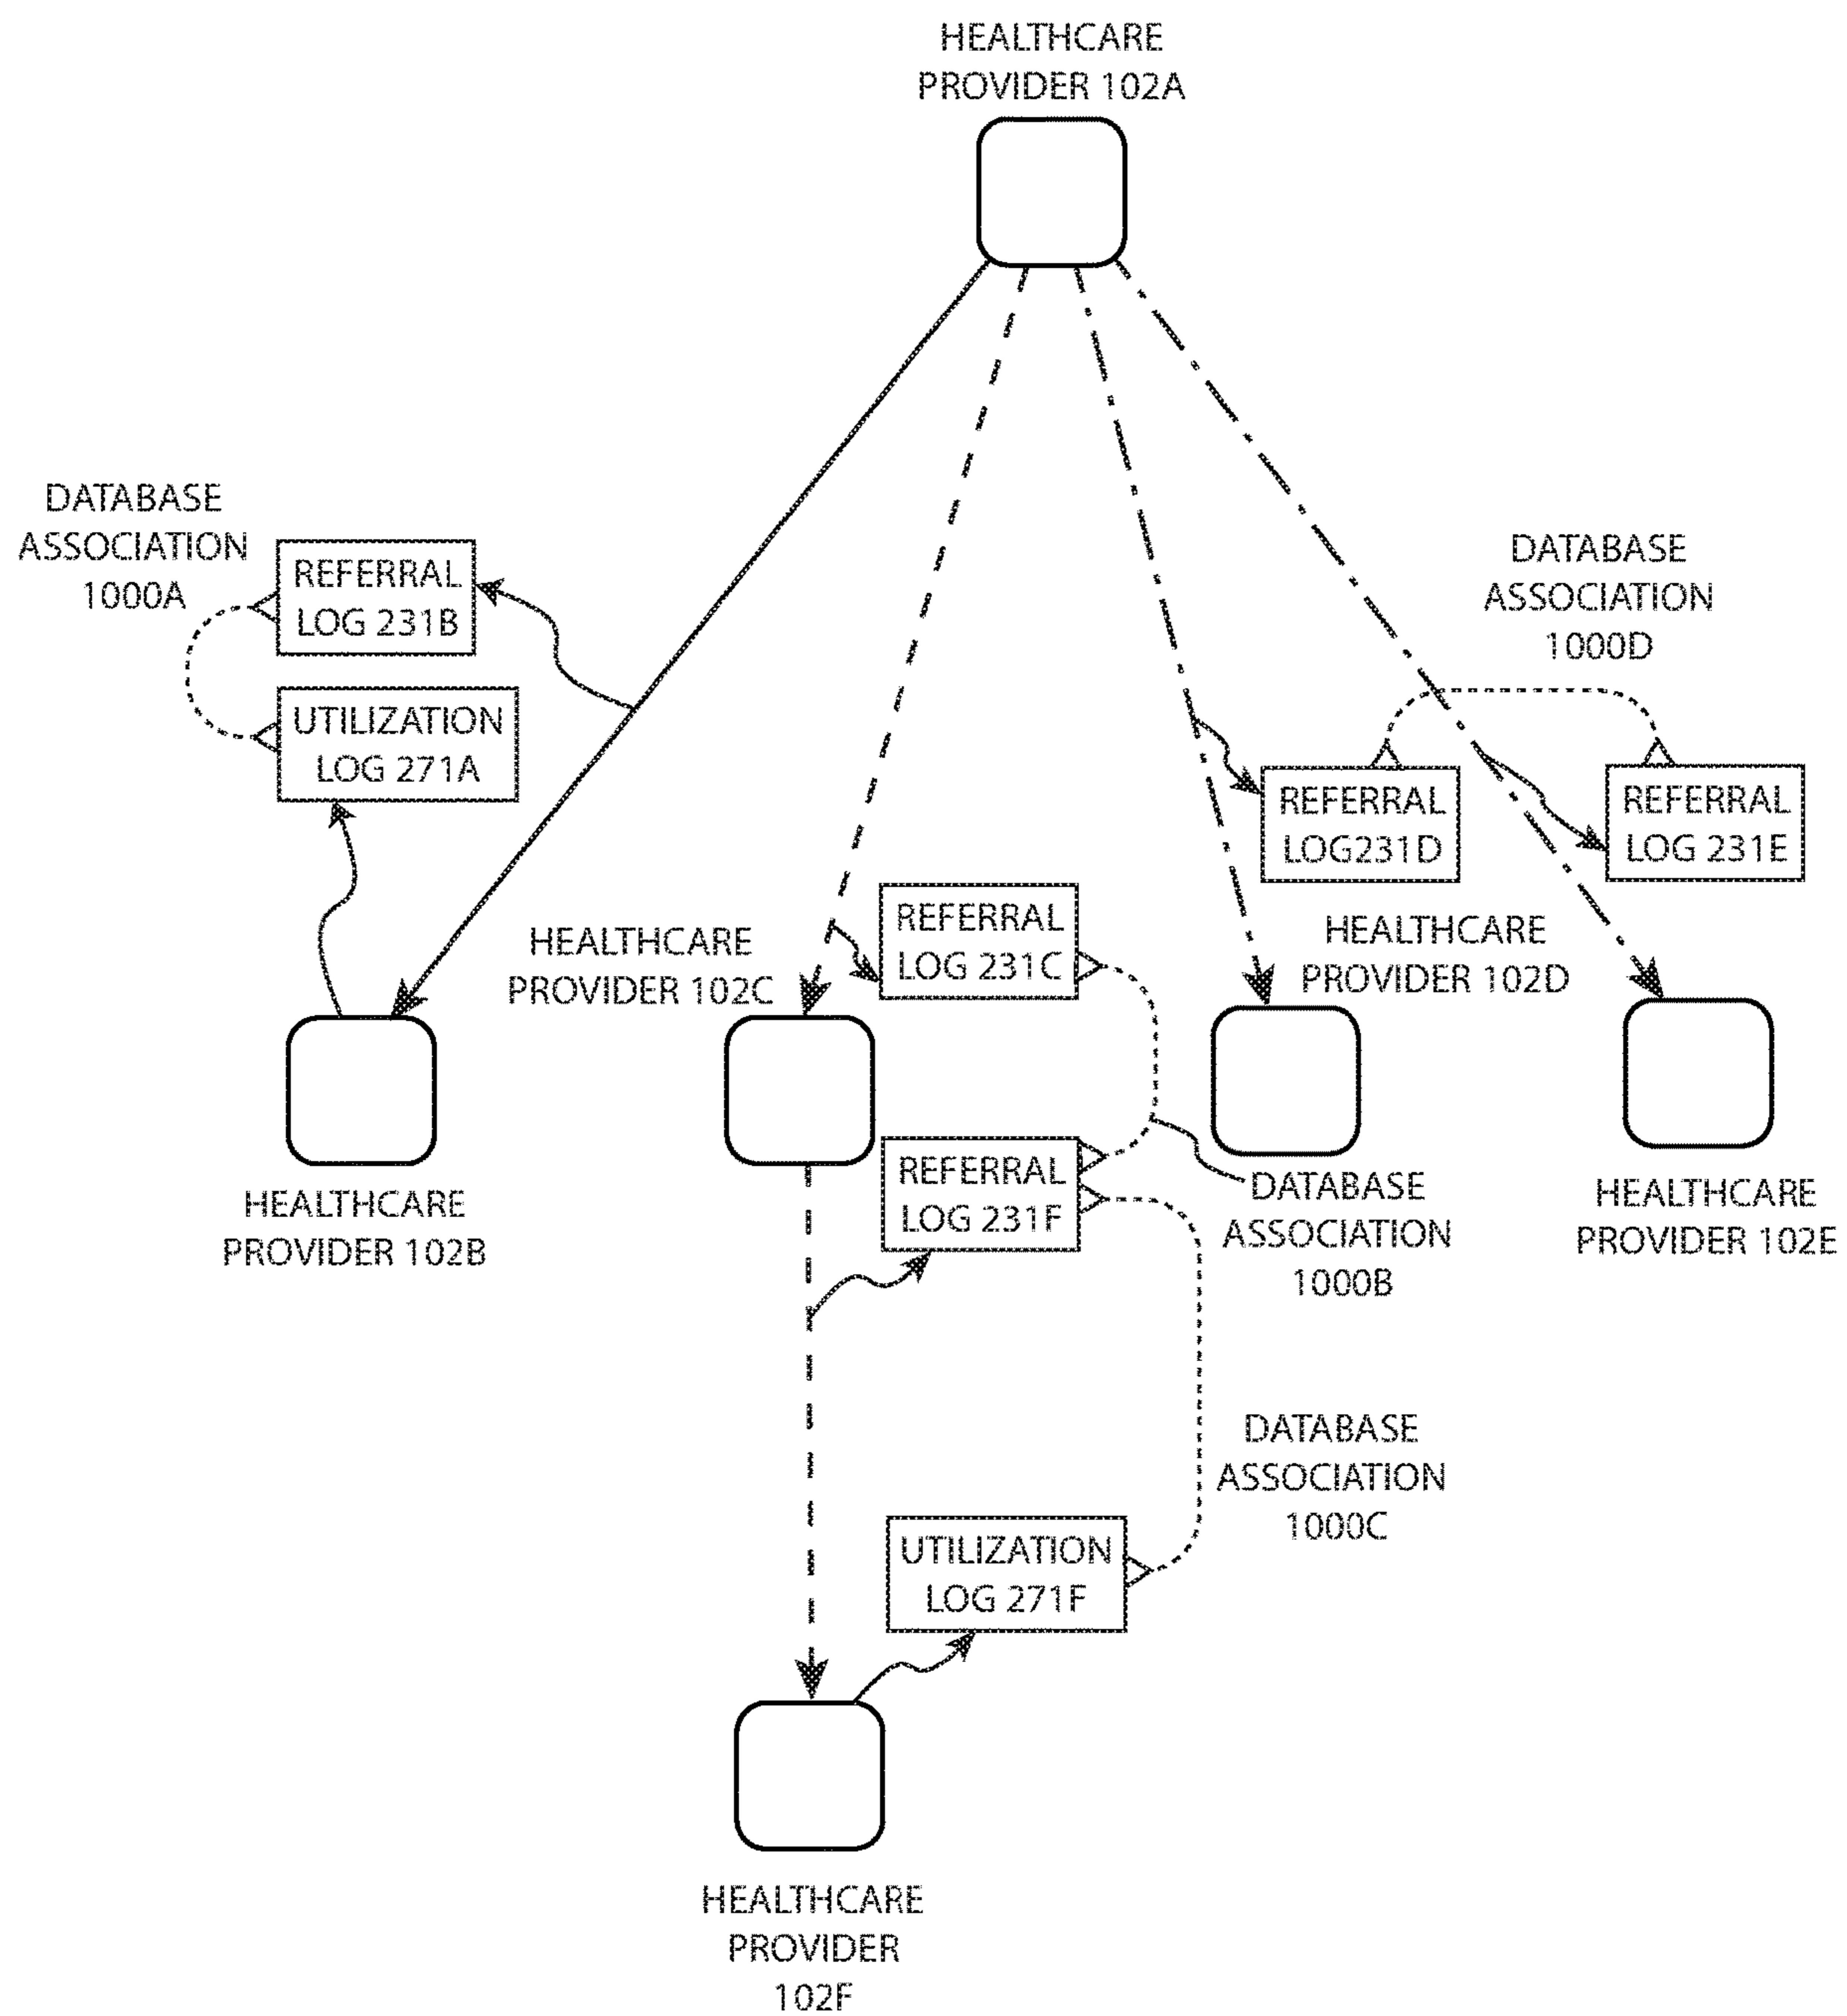 HEALTHCARE
PROVIDER 102A
DATABASE
ASSOCIATION
1000A
REFERRAL
LOG 231B
UTILIZATION
LOG 271A
DATABASE
ASSOCIATION
1000D
REFERRAL
LOG231D
REFERRAL
LOG 231E
HEALTHCARE
PROVIDER 102C
REFERRAL
LOG 231C
HEALTHCARE
PROVIDER 102D
HEALTHCARE
PROVIDER 102B
REFERRAL
LOG 231F
DATABASE
ASSOCIATION
1000B
HEALTHCARE
PROVIDER 102E
DATABASE
ASSOCIATION
1000C
UTILIZATION
LOG 271F
HEALTHCARE
PROVIDER
102F